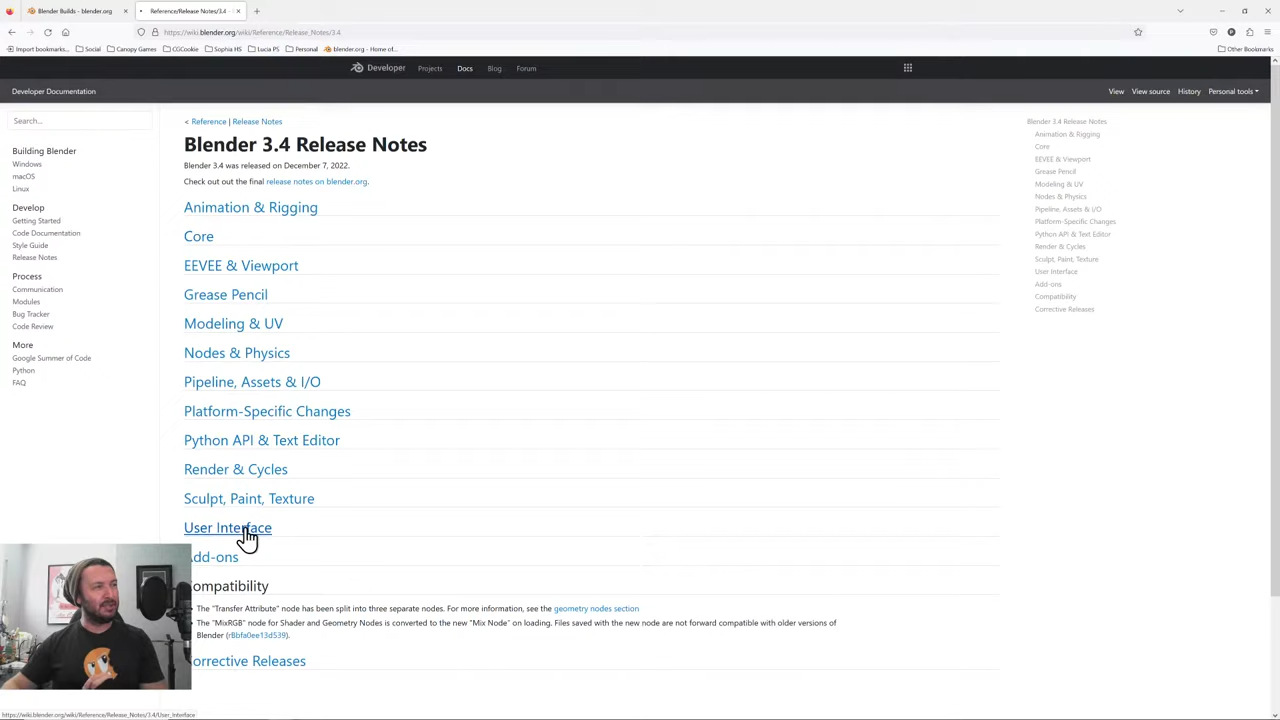 Blender Builds - blender.org
Reference/Release Notes/3.4 -
https://wiki.blender.org/wiki/Reference/Release_Notes/3.4
Import bookmarks...
Social
Canopy Games
CGCookie
Sophia HS
Lucia PS
Personal
blender.org - Home of...
Other Bookmarks
Developer
Projects
Docs
Blog
Forum
Developer Documentation
View
View source
History
Personal tools
Search...
Building Blender
Windows
macOS
Linux
Develop
Getting Started
Code Documentation
Style Guide
Release Notes
Process
Communication
Modules
Bug Tracker
Code Review
More
Google Summer of Code
Python
FAQ
< Reference | Release Notes
Blender 3.4 Release Notes
Blender 3.4 was released on December 7, 2022.
Check out out the final release notes on blender.org.
Animation & Rigging
Core
EEVEE & Viewport
Grease Pencil
Modeling & UV
Nodes & Physics
Pipeline, Assets & I/O
Platform-Specific Changes
Python API & Text Editor
Render & Cycles
Sculpt, Paint, Texture
User Interface
dd-ons
ompatibility
The "Transfer Attribute" node has been split into three separate nodes. For more information, see the geometry nodes section
The "MixRGB" node for Shader and Geometry Nodes is converted to the new "Mix Node" on loading. Files saved with the new node are not forward compatible with older versions of
Blender (rBbfa0ee13d539).
orrective Releases
Blender 3.4 Release Notes
Animation & Rigging
Core
EEVEE & Viewport
Grease Pencil
Modeling & UV
Nodes & Physics
Pipeline, Assets & I/O
Platform-Specific Changes
Python API & Text Editor
Render & Cycles
Sculpt, Paint, Texture
User Interface
Add-ons
Compatibility
Corrective Releases
https://wiki.blender.org/wiki/Reference/Release_Notes/3.4/User_Interface